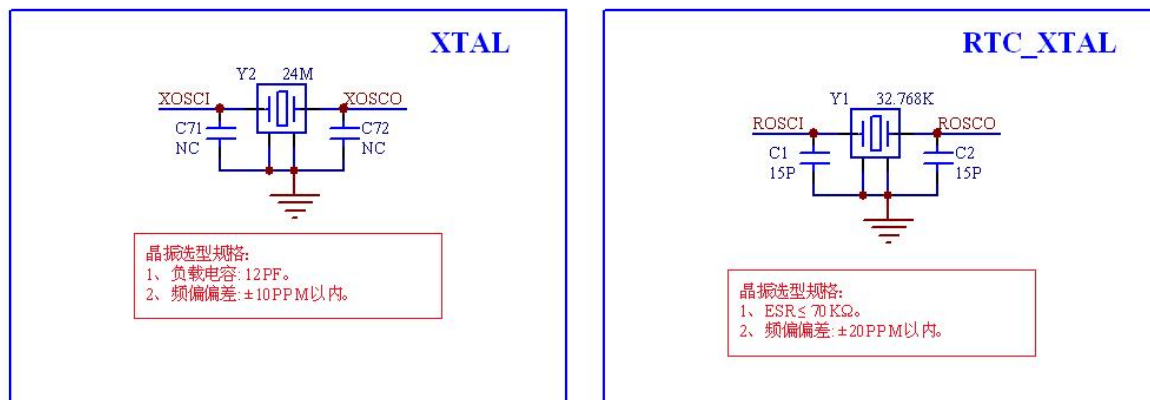 XTAL
Y2 24M
XOSCI XOSCO
C71 C72
NC NC
晶振选型规格:
1、负载电容:12PF。
2、频偏偏差:±10PPM以内。
RTC_XTAL
Y1 32.768K
ROSCI ROSCO
C1 C2
15P 15P
晶振选型规格:
1、ESR≤70KΩ。
2、频偏偏差:±20PPM以内。